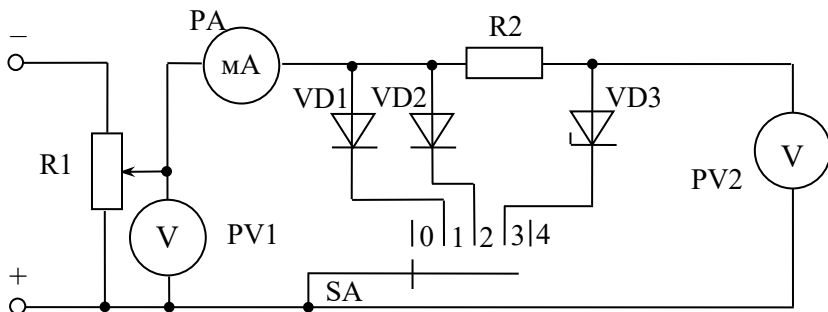 PA
R2
–
мА
VD1
VD2
VD3
R1
V
PV2
V
PV1
|0|1|2|3|4
+
SA